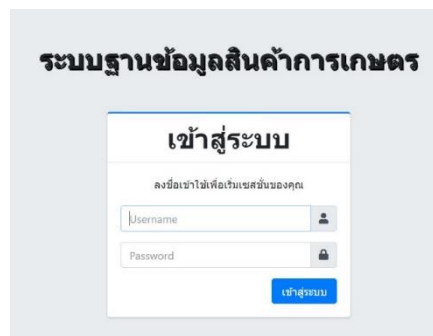 ระบบฐานข้อมูลสินค้าการเกษตร
เข้าสู่ระบบ
ลงชื่อเข้าใช้เพื่อเริ่มเซสชั่นของคุณ
Username
Password
เข้าสู่ระบบ